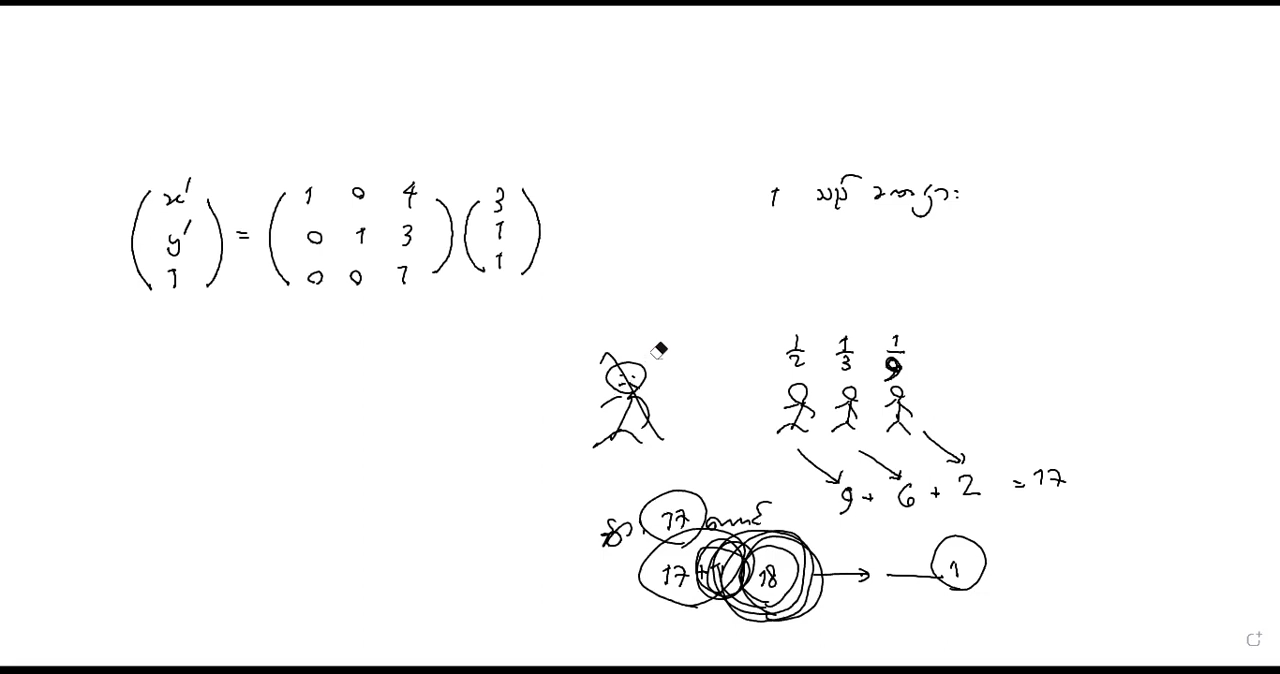 x' 1 0 4 3
y' = 0 1 3 1
1 0 0 1 1
1
1/2 1/3 1/9
9 + 6 + 2 = 17
17
17 + 1 18 1